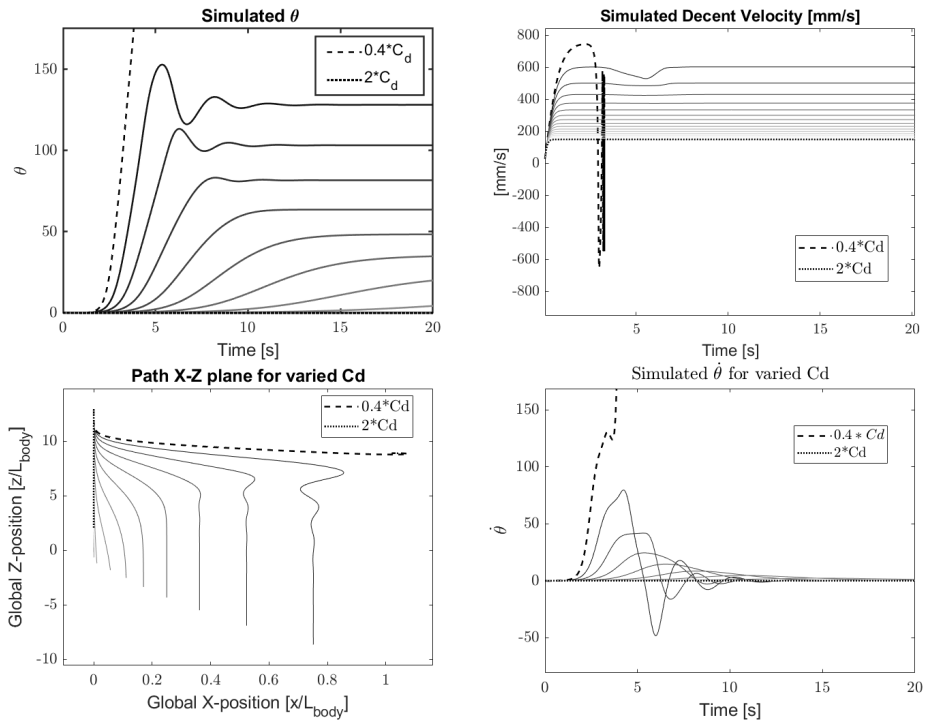 Simulated θ
0.4*C_d
2*C_d
150
100
50
0
θ
0 5 10 15 20
Time [s]
Simulated Decent Velocity [mm/s]
800
600
400
200
0
-200
-400
-600
-800
[mm/s]
0.4*Cd
2*Cd
0 5 10 15 20
Time [s]
Path X-Z plane for varied Cd
0.4*Cd
2*Cd
10
5
0
-5
-10
Global Z-position [z/L_body]
0 0.2 0.4 0.6 0.8 1
Global X-position [x/L_body]
Simulated θ̇ for varied Cd
0.4 ∗ Cd
2*Cd
150
100
50
0
-50
θ̇
0 5 10 15 20
Time [s]